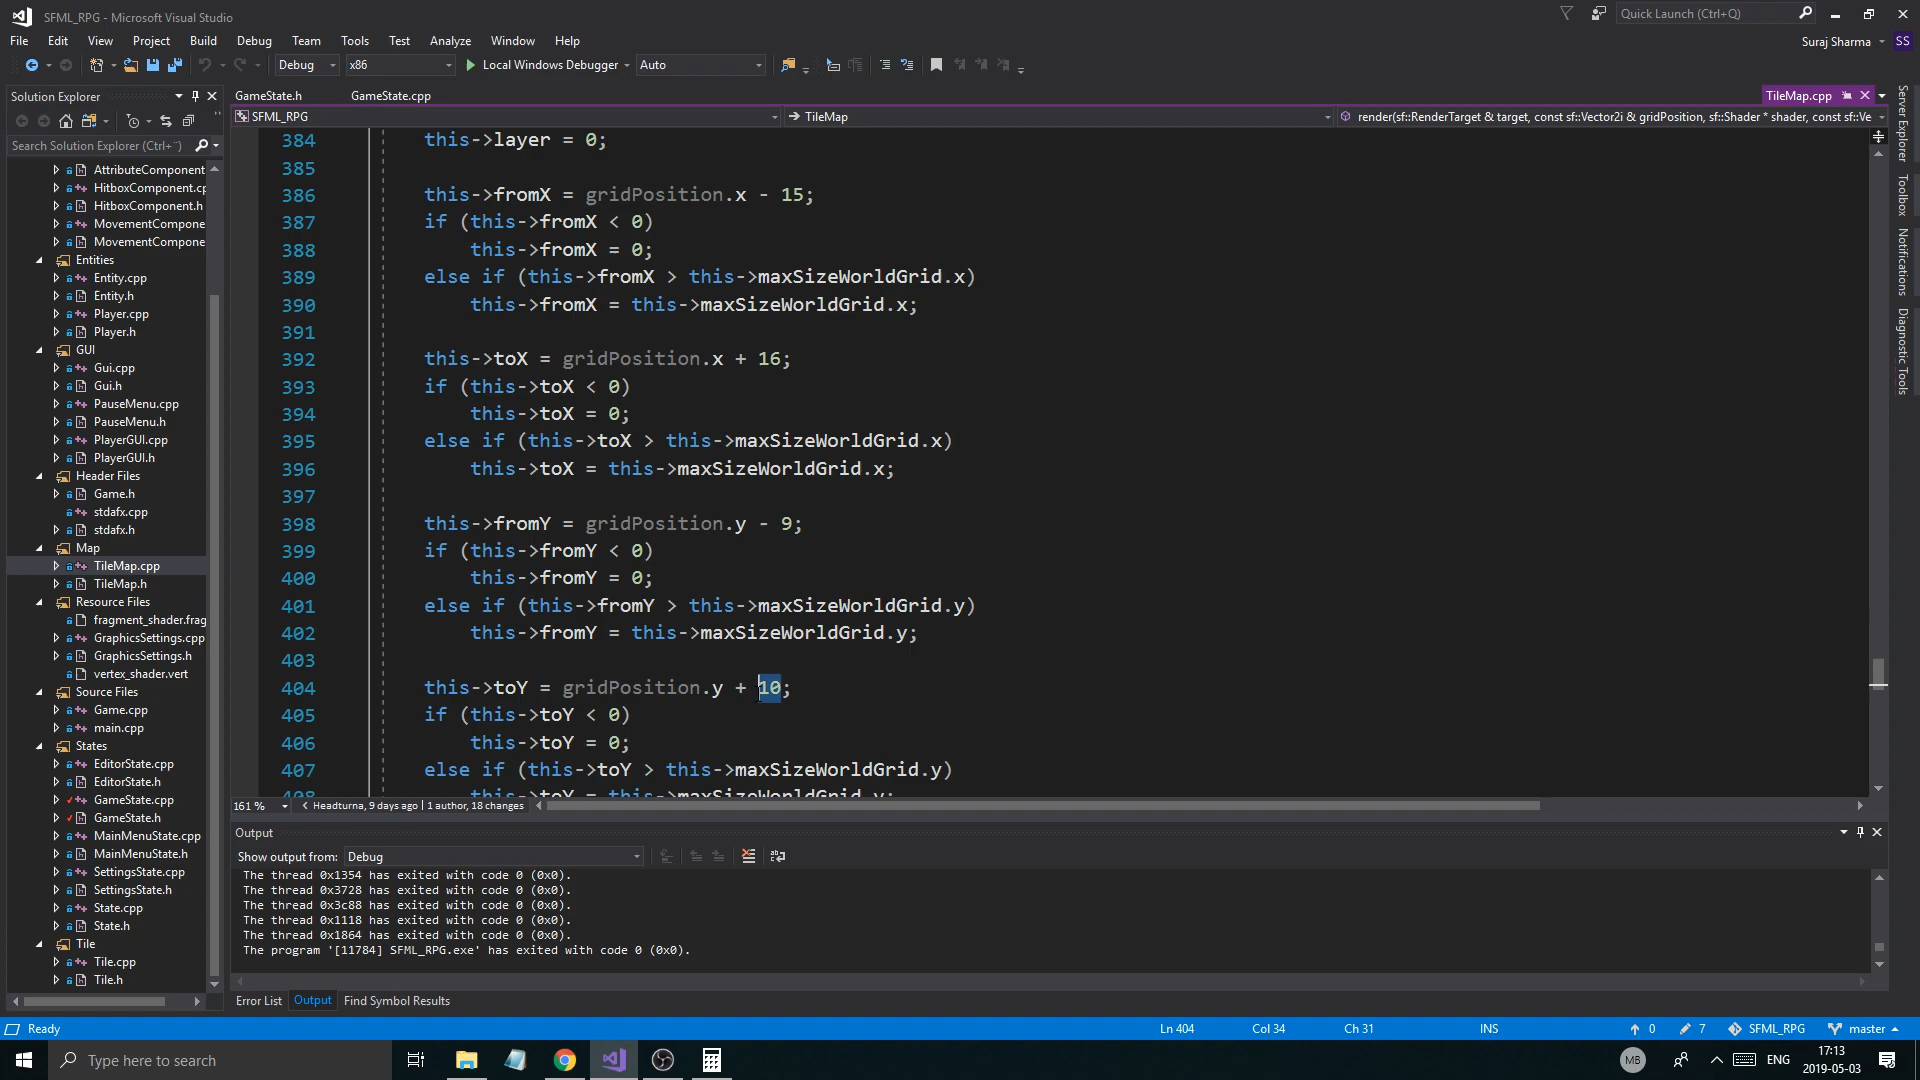 SFML_RPG - Microsoft Visual Studio
Quick Launch (Ctrl+Q)
File Edit View Project Build Debug Team Tools Test Analyze Window Help
Suraj Sharma SS
Debug x86 Local Windows Debugger Auto
Solution Explorer
GameState.h GameState.cpp TileMap.cpp
SFML_RPG TileMap render(sf::RenderTarget & target, const sf::Vector2i & gridPosition, sf::Shader * shader, const sf::Ve
Search Solution Explorer (Ctrl+¨)
AttributeComponent
HitboxComponent.cp
HitboxComponent.h
MovementCompone
MovementCompone
Entities
Entity.cpp
Entity.h
Player.cpp
Player.h
GUI
Gui.cpp
Gui.h
PauseMenu.cpp
PauseMenu.h
PlayerGUI.cpp
PlayerGUI.h
Header Files
Game.h
stdafx.cpp
stdafx.h
Map
TileMap.cpp
TileMap.h
Resource Files
fragment_shader.frag
GraphicsSettings.cpp
GraphicsSettings.h
vertex_shader.vert
Source Files
Game.cpp
main.cpp
States
EditorState.cpp
EditorState.h
GameState.cpp
GameState.h
MainMenuState.cpp
MainMenuState.h
SettingsState.cpp
SettingsState.h
State.cpp
State.h
Tile
Tile.cpp
Tile.h
384 this->layer = 0;
385
386 this->fromX = gridPosition.x - 15;
387 if (this->fromX < 0)
388 this->fromX = 0;
389 else if (this->fromX > this->maxSizeWorldGrid.x)
390 this->fromX = this->maxSizeWorldGrid.x;
391
392 this->toX = gridPosition.x + 16;
393 if (this->toX < 0)
394 this->toX = 0;
395 else if (this->toX > this->maxSizeWorldGrid.x)
396 this->toX = this->maxSizeWorldGrid.x;
397
398 this->fromY = gridPosition.y - 9;
399 if (this->fromY < 0)
400 this->fromY = 0;
401 else if (this->fromY > this->maxSizeWorldGrid.y)
402 this->fromY = this->maxSizeWorldGrid.y;
403
404 this->toY = gridPosition.y + 10;
405 if (this->toY < 0)
406 this->toY = 0;
407 else if (this->toY > this->maxSizeWorldGrid.y)
408 this->toY = this->maxSizeWorldGrid.y;
161 % Headturna, 9 days ago | 1 author, 18 changes
Server Explorer
Toolbox
Notifications
Diagnostic Tools
Output
Show output from: Debug
The thread 0x1354 has exited with code 0 (0x0).
The thread 0x3728 has exited with code 0 (0x0).
The thread 0x3c88 has exited with code 0 (0x0).
The thread 0x1118 has exited with code 0 (0x0).
The thread 0x1864 has exited with code 0 (0x0).
The program '[11784] SFML_RPG.exe' has exited with code 0 (0x0).
Error List Output Find Symbol Results
Ready Ln 404 Col 34 Ch 31 INS 0 7 SFML_RPG master
Type here to search
MB ENG 17:13
2019-05-03